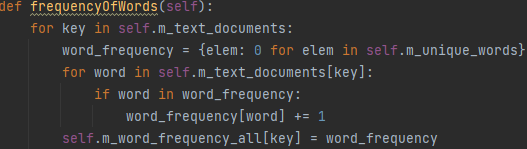 def frequencyOfWords(self):
    for key in self.m_text_documents:
        word_frequency = {elem: 0 for elem in self.m_unique_words}
        for word in self.m_text_documents[key]:
            if word in word_frequency:
                word_frequency[word] += 1
        self.m_word_frequency_all[key] = word_frequency